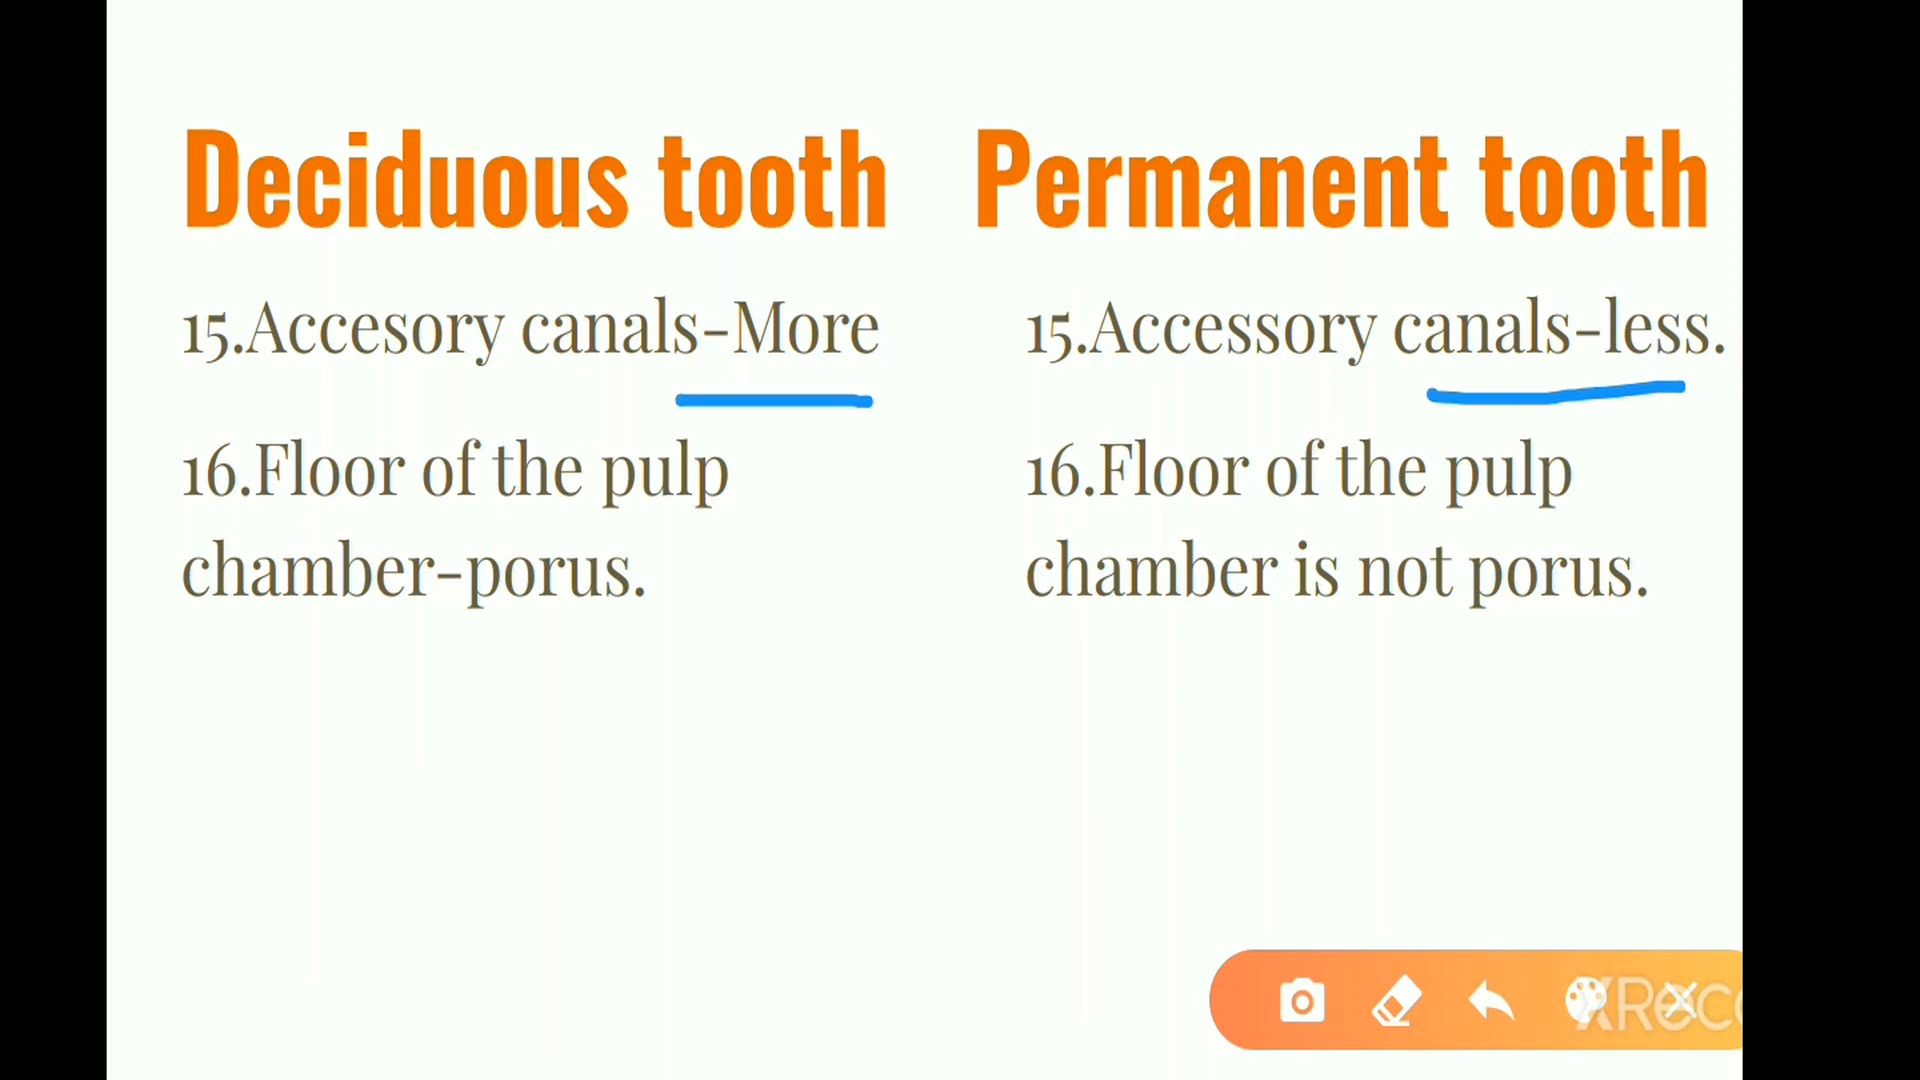 Deciduous tooth
Permanent tooth
15.Accesory canals-More
15.Accessory canals-less.
16.Floor of the pulp
chamber-porus.
16.Floor of the pulp
chamber is not porus.
XReco